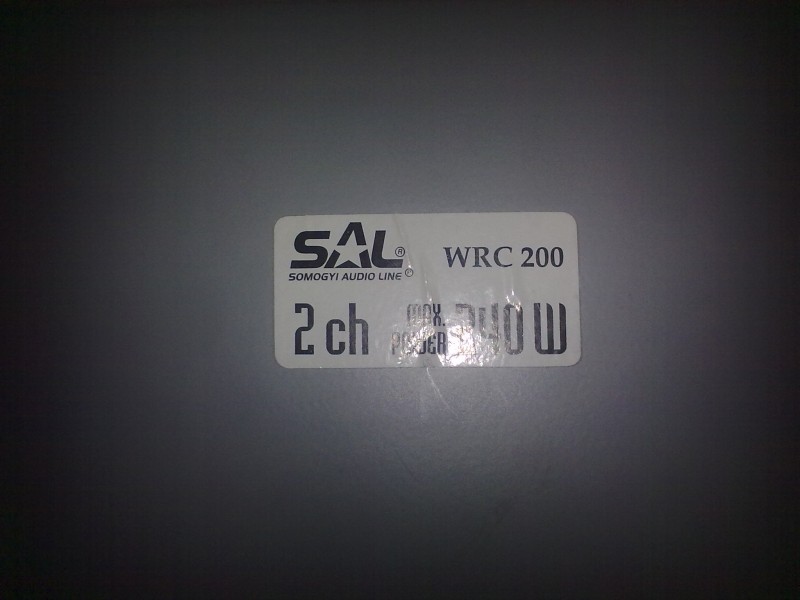 SAL®
SOMOGYI AUDIO LINE©
WRC 200
2 ch
MAX.
POWER
240 W